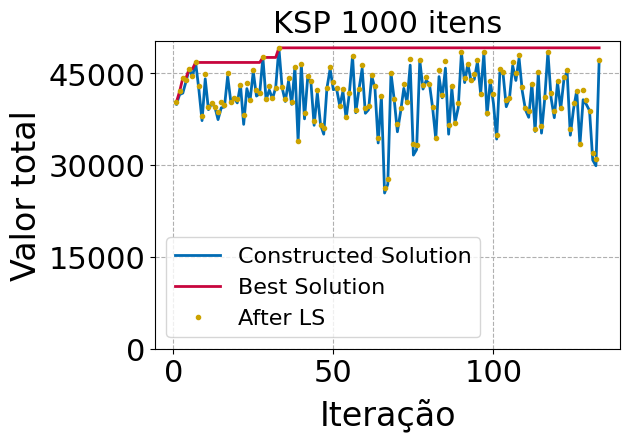 KSP 1000 itens
Valor total
45000
30000
15000
0
Constructed Solution
Best Solution
After LS
0 50 100
Iteração